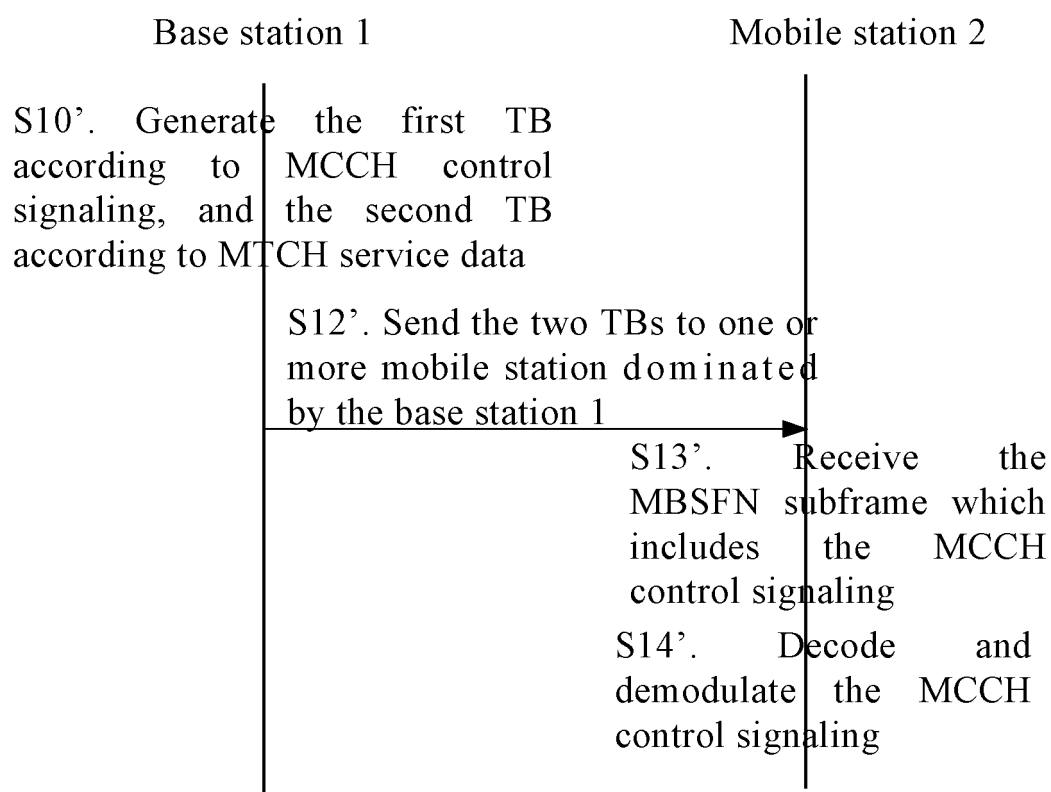 Base station 1
Mobile station 2
S10’. Generate the first TB
according to MCCH control
signaling, and the second TB
according to MTCH service data
S12’. Send the two TBs to one or
more mobile station dominated
by the base station 1
S13’. Receive the
MBSFN subframe which
includes the MCCH
control signaling
S14’. Decode and
demodulate the MCCH
control signaling